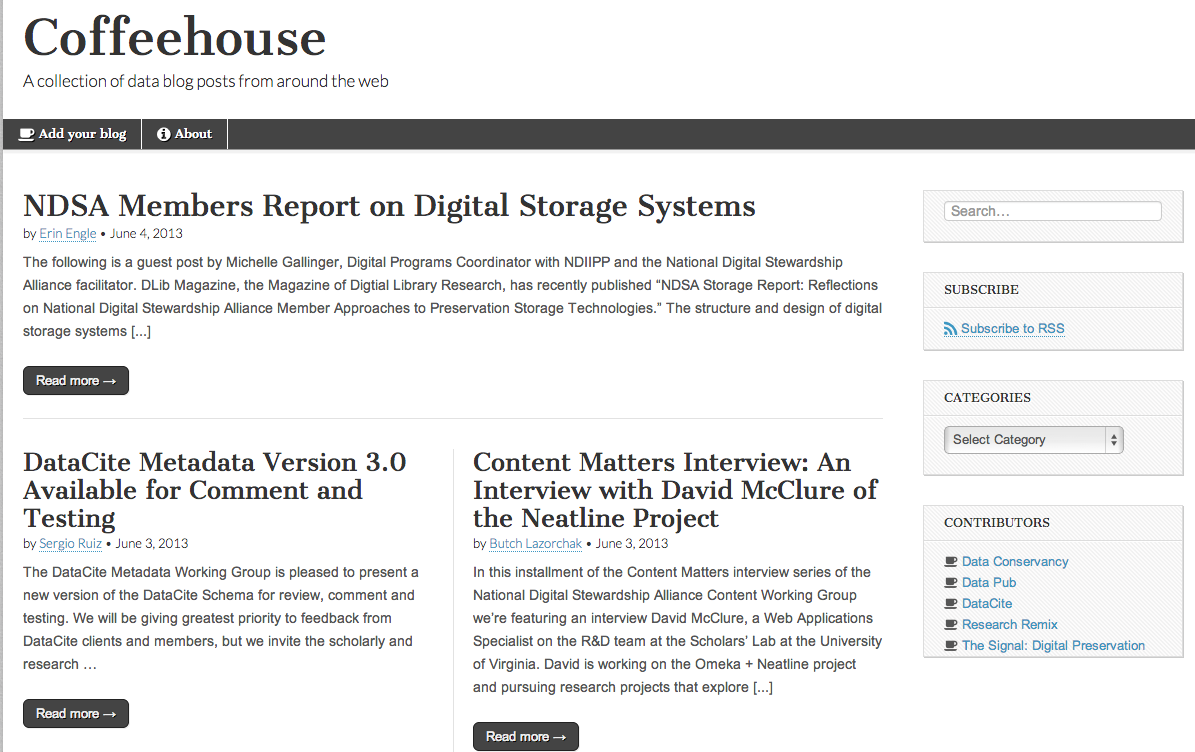 Coffeehouse
A collection of data blog posts from around the web
Add your blog
About
NDSA Members Report on Digital Storage Systems
by Erin Engle • June 4, 2013
The following is a guest post by Michelle Gallinger, Digital Programs Coordinator with NDIIPP and the National Digital Stewardship
Alliance facilitator. DLib Magazine, the Magazine of Digtial Library Research, has recently published “NDSA Storage Report: Reflections
on National Digital Stewardship Alliance Member Approaches to Preservation Storage Technologies.” The structure and design of digital
storage systems [...]
Read more →
DataCite Metadata Version 3.0
Available for Comment and
Testing
by Sergio Ruiz • June 3, 2013
The DataCite Metadata Working Group is pleased to present a
new version of the DataCite Schema for review, comment and
testing. We will be giving greatest priority to feedback from
DataCite clients and members, but we invite the scholarly and
research …
Read more →
Content Matters Interview: An
Interview with David McClure of
the Neatline Project
by Butch Lazorchak • June 3, 2013
In this installment of the Content Matters interview series of the
National Digital Stewardship Alliance Content Working Group
we’re featuring an interview David McClure, a Web Applications
Specialist on the R&D team at the Scholars’ Lab at the University
of Virginia. David is working on the Omeka + Neatline project
and pursuing research projects that explore [...]
Read more →
Search…
SUBSCRIBE
Subscribe to RSS
CATEGORIES
Select Category
CONTRIBUTORS
Data Conservancy
Data Pub
DataCite
Research Remix
The Signal: Digital Preservation